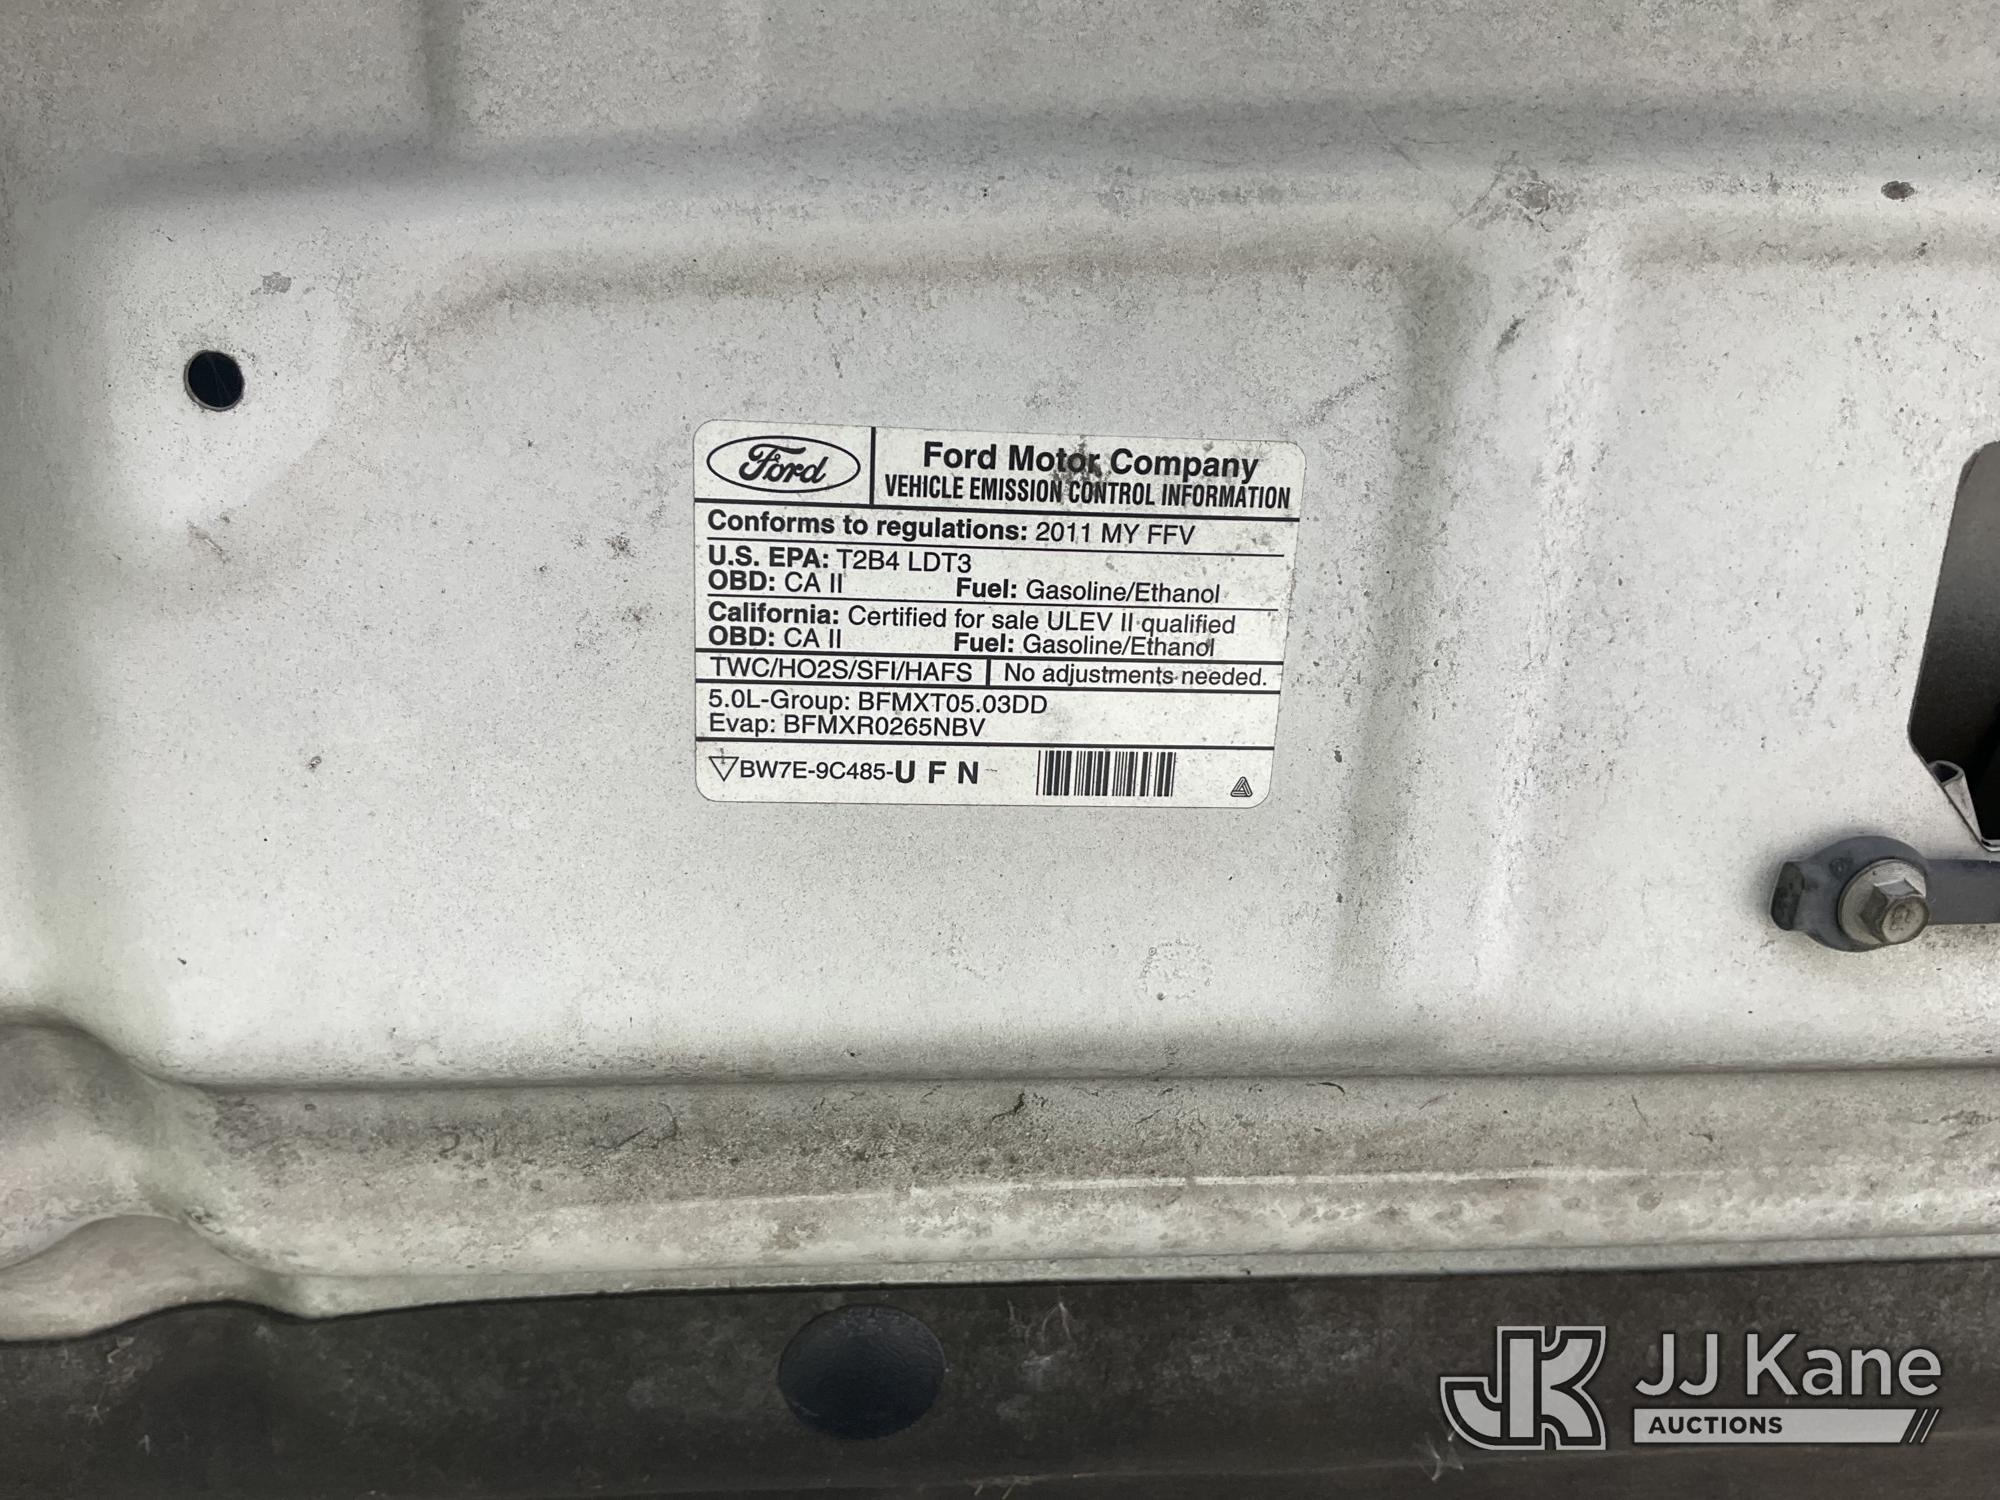 Ford
Ford Motor Company
VEHICLE EMISSION CONTROL INFORMATION
Conforms to regulations: 2011 MY FFV
U.S. EPA: T2B4 LDT3
OBD: CA II Fuel: Gasoline/Ethanol
California: Certified for sale ULEV II qualified
OBD: CA II Fuel: Gasoline/Ethanol
TWC/HO2S/SFI/HAFS No adjustments needed.
5.0L-Group: BFMXT05.03DD
Evap: BFMXR0265NBV
BW7E-9C485-U F N
JK JJ Kane
AUCTIONS